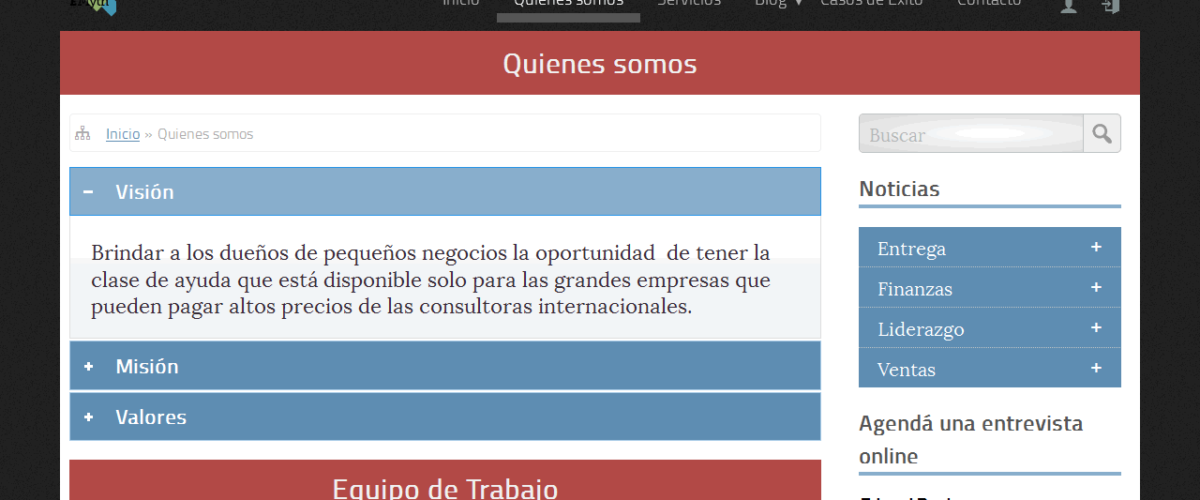 Inicio Quienes somos Servicios Blog ▼ Casos de Exito Contacto
Quienes somos
Inicio » Quienes somos
Visión
Brindar a los dueños de pequeños negocios la oportunidad de tener la
clase de ayuda que está disponible solo para las grandes empresas que
pueden pagar altos precios de las consultoras internacionales.
Misión
Valores
Equipo de Trabajo
Buscar
Noticias
Entrega
Finanzas
Liderazgo
Ventas
Agendá una entrevista
online